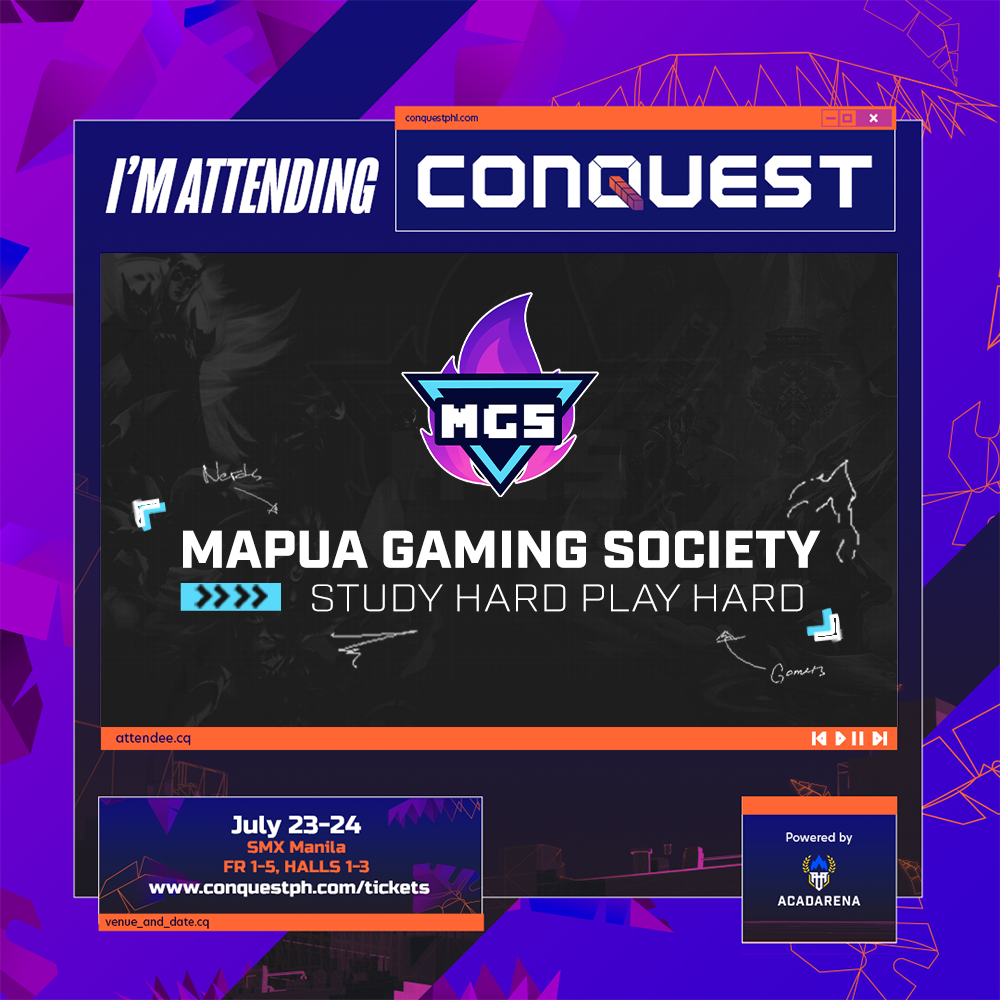 conquestphl.com
I'M ATTENDING
CONQUEST
MGS
Nerds
MAPUA GAMING SOCIETY
STUDY HARD PLAY HARD
Gamers
attendee.cq
July 23-24
SMX Manila
FR 1-5, HALLS 1-3
www.conquestph.com/tickets
venue_and_date.cq
Powered by
ACADARENA